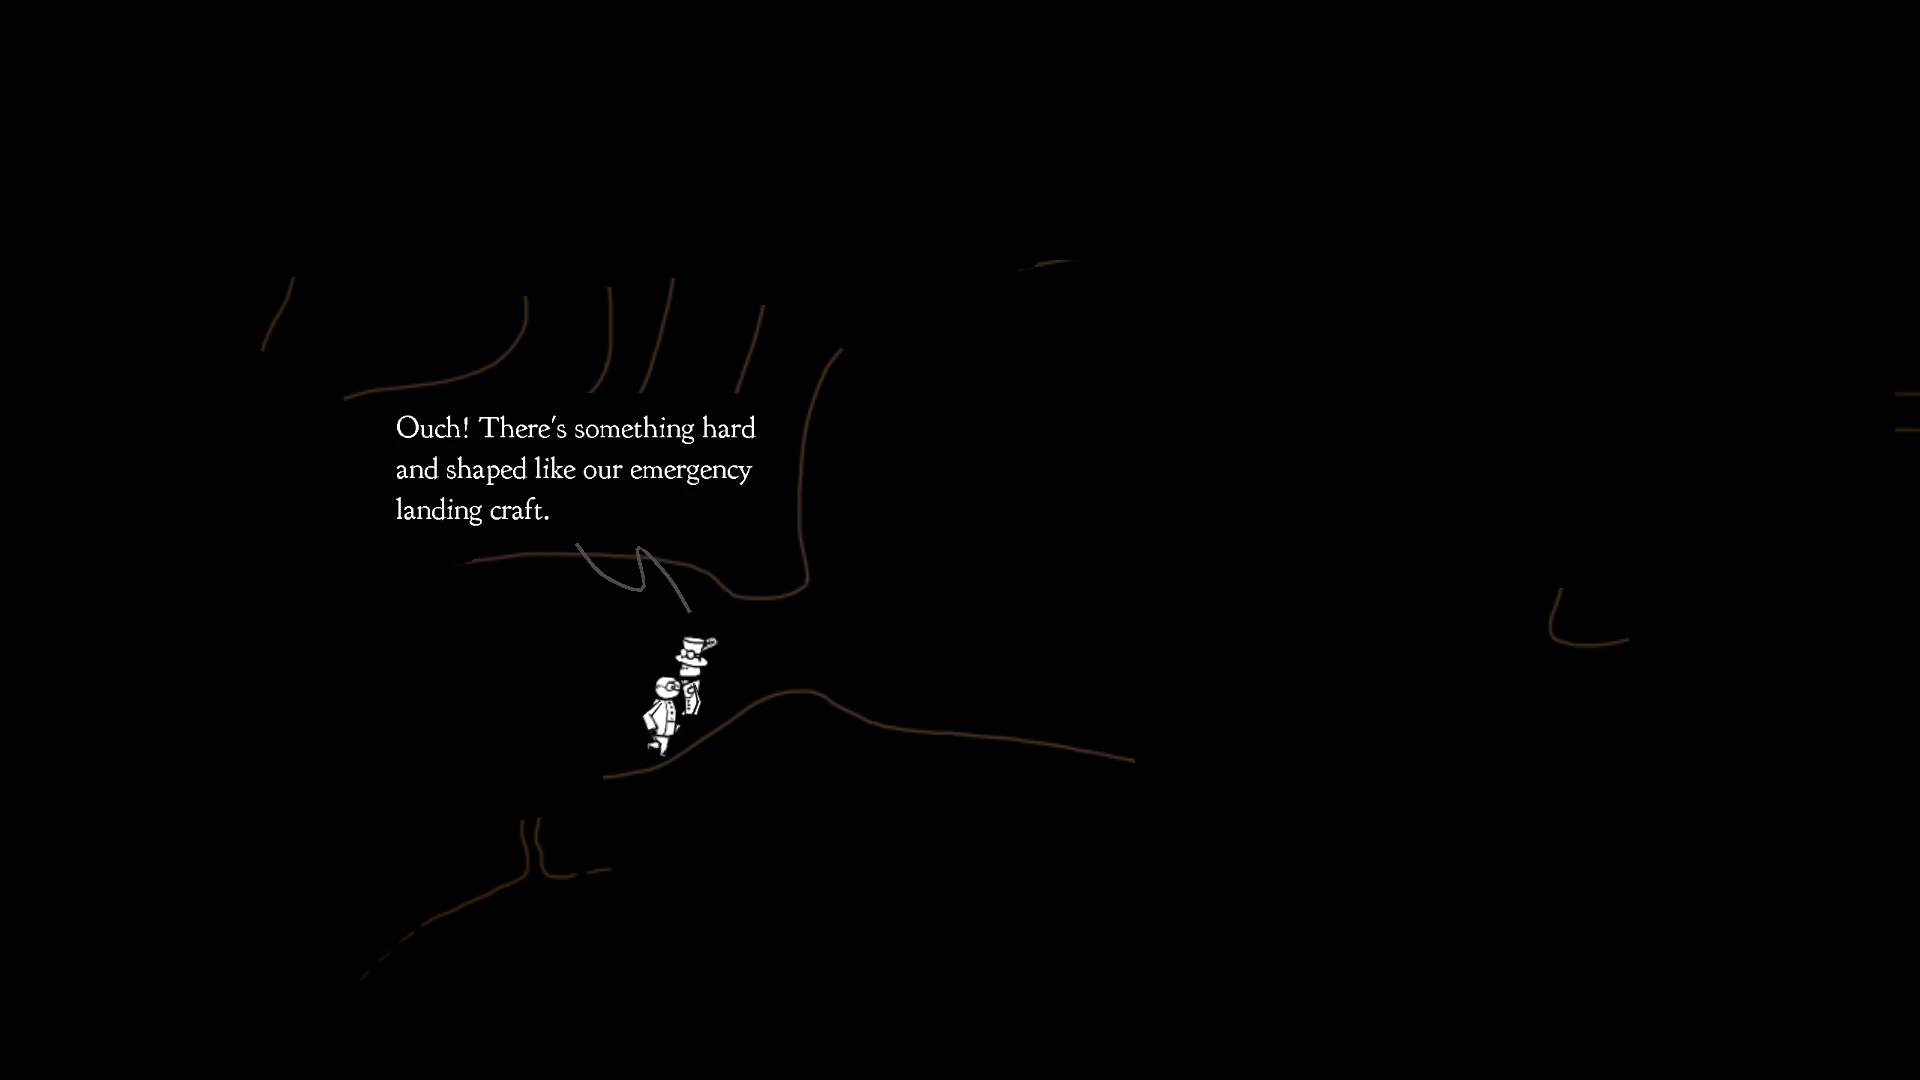 Ouch! There's something hard
and shaped like our emergency
landing craft.